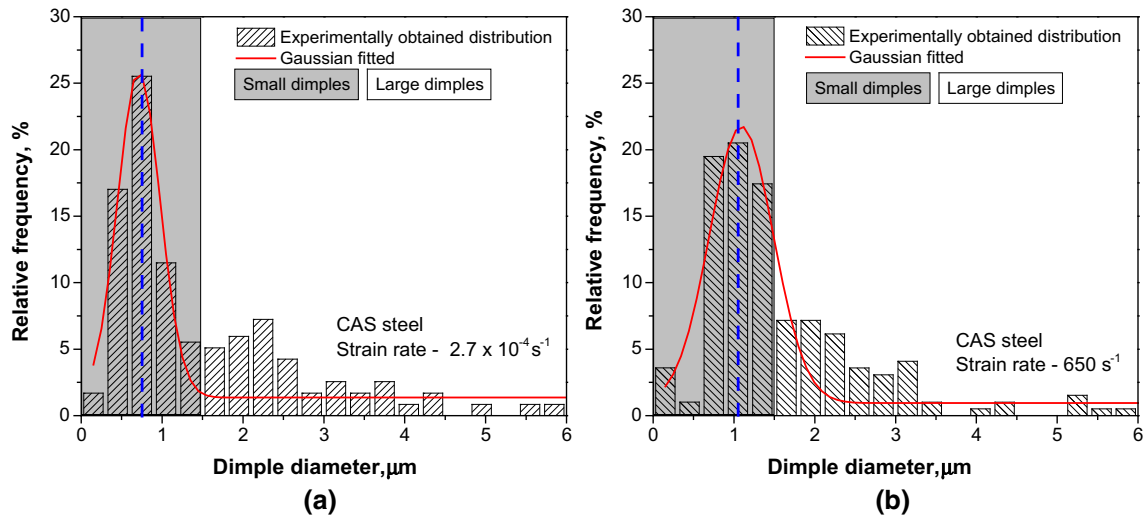 30
25
20
15
10
5
0
Relative frequency, %
Experimentally obtained distribution
Gaussian fitted
Small dimples
Large dimples
CAS steel
Strain rate - 2.7 x 10⁻⁴s⁻¹
0 1 2 3 4 5 6
Dimple diameter,μm
(a)
30
25
20
15
10
5
0
Relative frequency, %
(b)
Experimentally obtained distribution
Gaussian fitted
Small dimples
Large dimples
CAS steel
Strain rate - 650 s⁻¹
0 1 2 3 4 5 6
Dimple diameter,μm
(b)